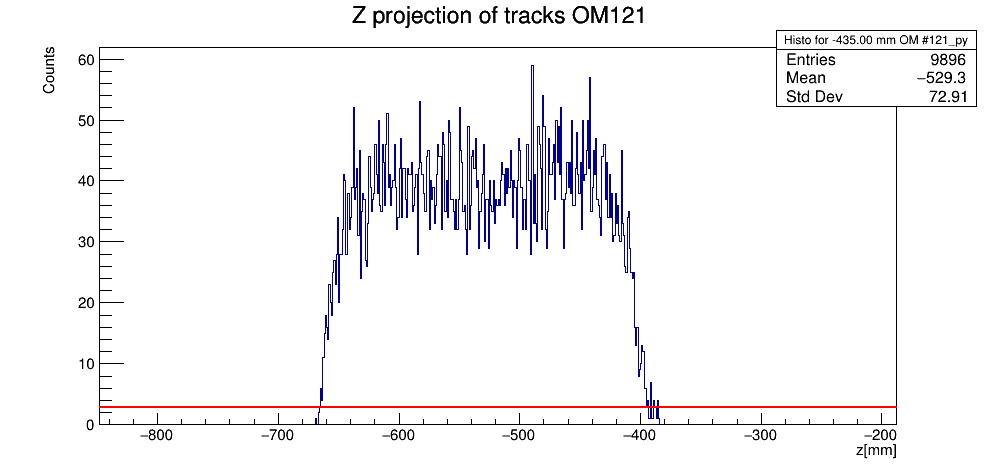 Z projection of tracks OM121
Histo for -435.00 mm OM #121_py
Entries 9896
Mean −529.3
Std Dev 72.91
Counts
60
50
40
30
20
10
0
−800 −700 −600 −500 −400 −300 −200
z[mm]